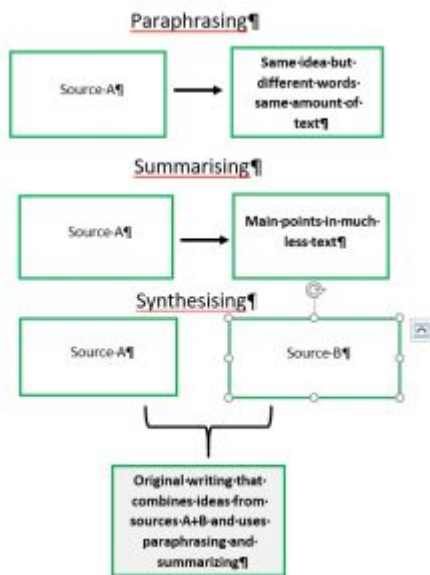 Paraphrasing¶
Source·A¶
Same·idea·but·
different·words·
same·amount·of·
text¶
Summarising¶
Source·A¶
Main·points·in·much·
less·text¶
Synthesising¶
Source·A¶
Source·B¶
Original·writing·that·
combines·ideas·from·
sources·A+B·and·uses·
paraphrasing·and·
summarizing¶